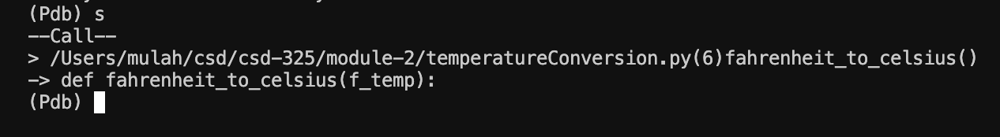 (Pdb) s
--Call--
> /Users/mulah/csd/csd-325/module-2/temperatureConversion.py(6)fahrenheit_to_celsius()
-> def fahrenheit_to_celsius(f_temp):
(Pdb)